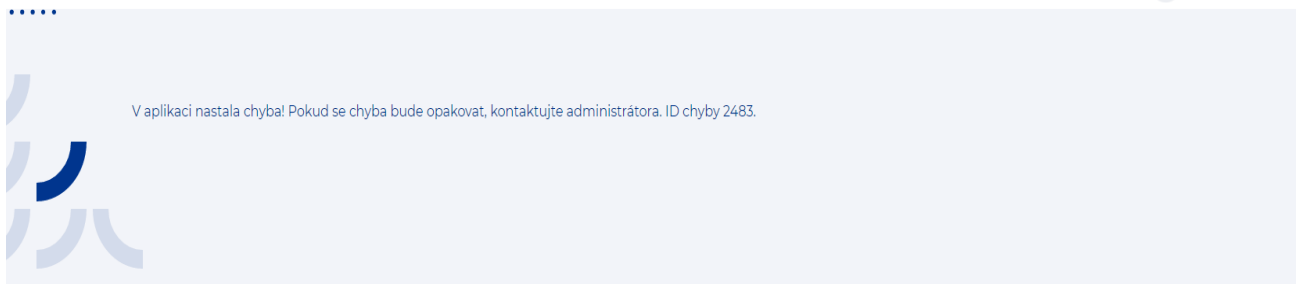 V aplikaci nastala chyba! Pokud se chyba bude opakovat, kontaktujte administrátora. ID chyby 2483.